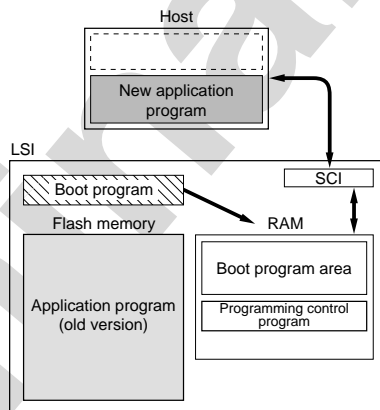 Host
New application
program
LSI
Boot program
SCI
Flash memory
RAM
Boot program area
Application program
(old version)
Programming control
program